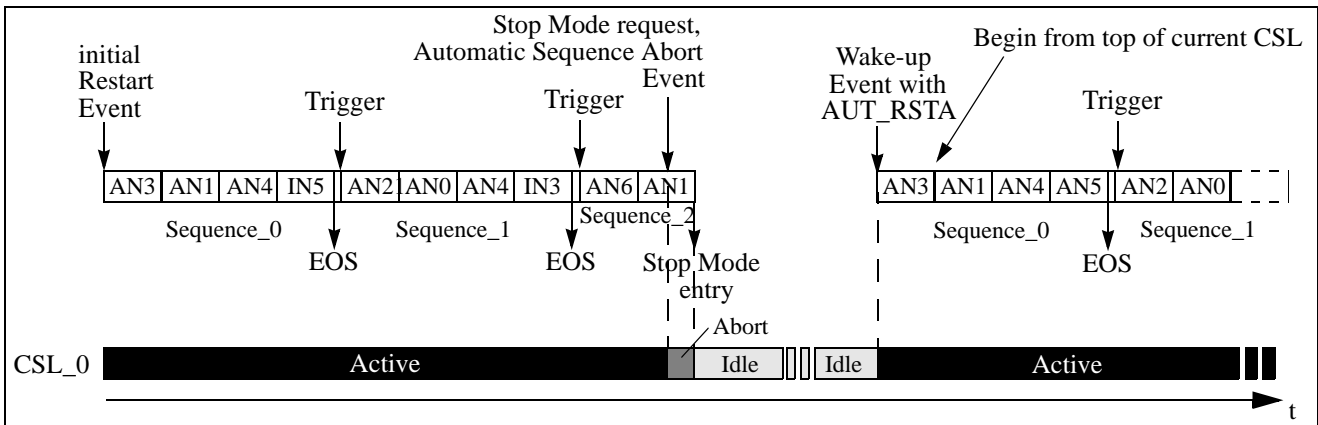 Stop Mode request,
Automatic Sequence Abort
Event
initial
Restart
Event
Trigger
Trigger
Wake-up
Event with
AUT_RSTA
Begin from top of current CSL
Trigger
AN3 AN1 AN4 IN5 AN21 AN0 AN4 IN3 AN6 AN1
AN3 AN1 AN4 AN5 AN2 AN0
Sequence_0
Sequence_1
Sequence_2
Sequence_0
Sequence_1
EOS
EOS
Stop Mode
entry
EOS
Abort
CSL_0
Active
Idle
Idle
Active
t